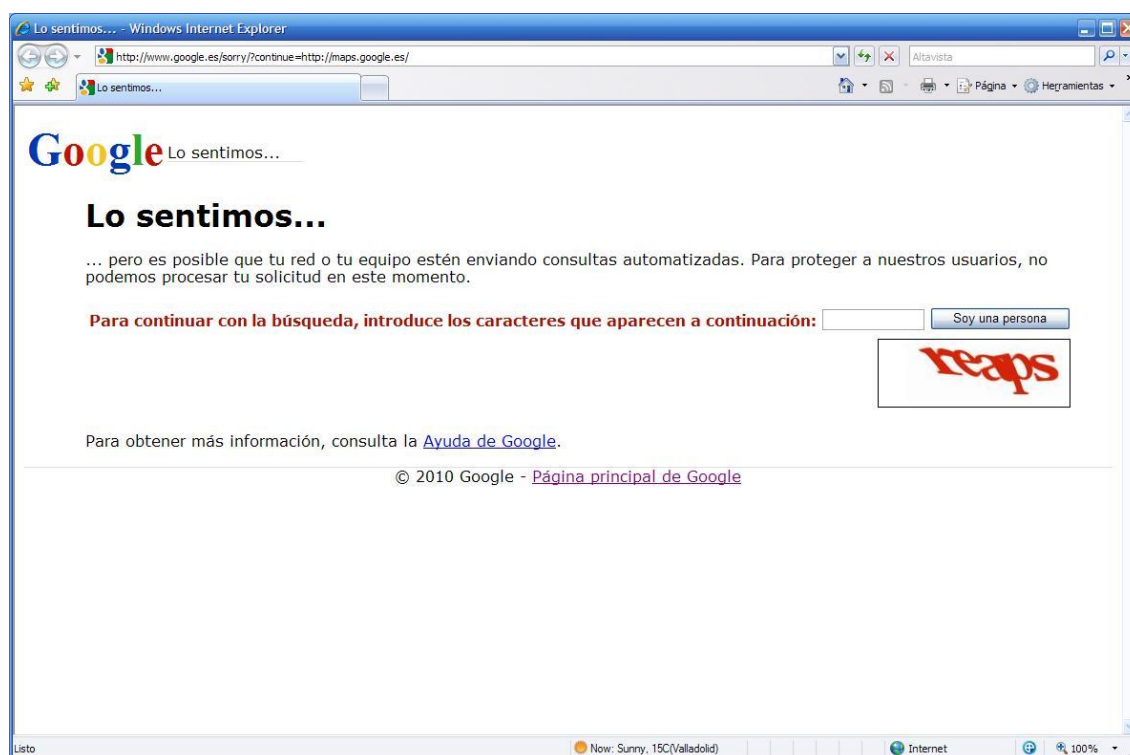 Lo sentimos... - Windows Internet Explorer
http://www.google.es/sorry/?continue=http://maps.google.es/
Altavista
Lo sentimos...
Página
Herramientas
Google Lo sentimos...
Lo sentimos...
... pero es posible que tu red o tu equipo estén enviando consultas automatizadas. Para proteger a nuestros usuarios, no
podemos procesar tu solicitud en este momento.
Para continuar con la búsqueda, introduce los caracteres que aparecen a continuación:
Soy una persona
reaps
Para obtener más información, consulta la Ayuda de Google.
© 2010 Google - Página principal de Google
Listo
Now: Sunny, 15C(Valladolid)
Internet
100%